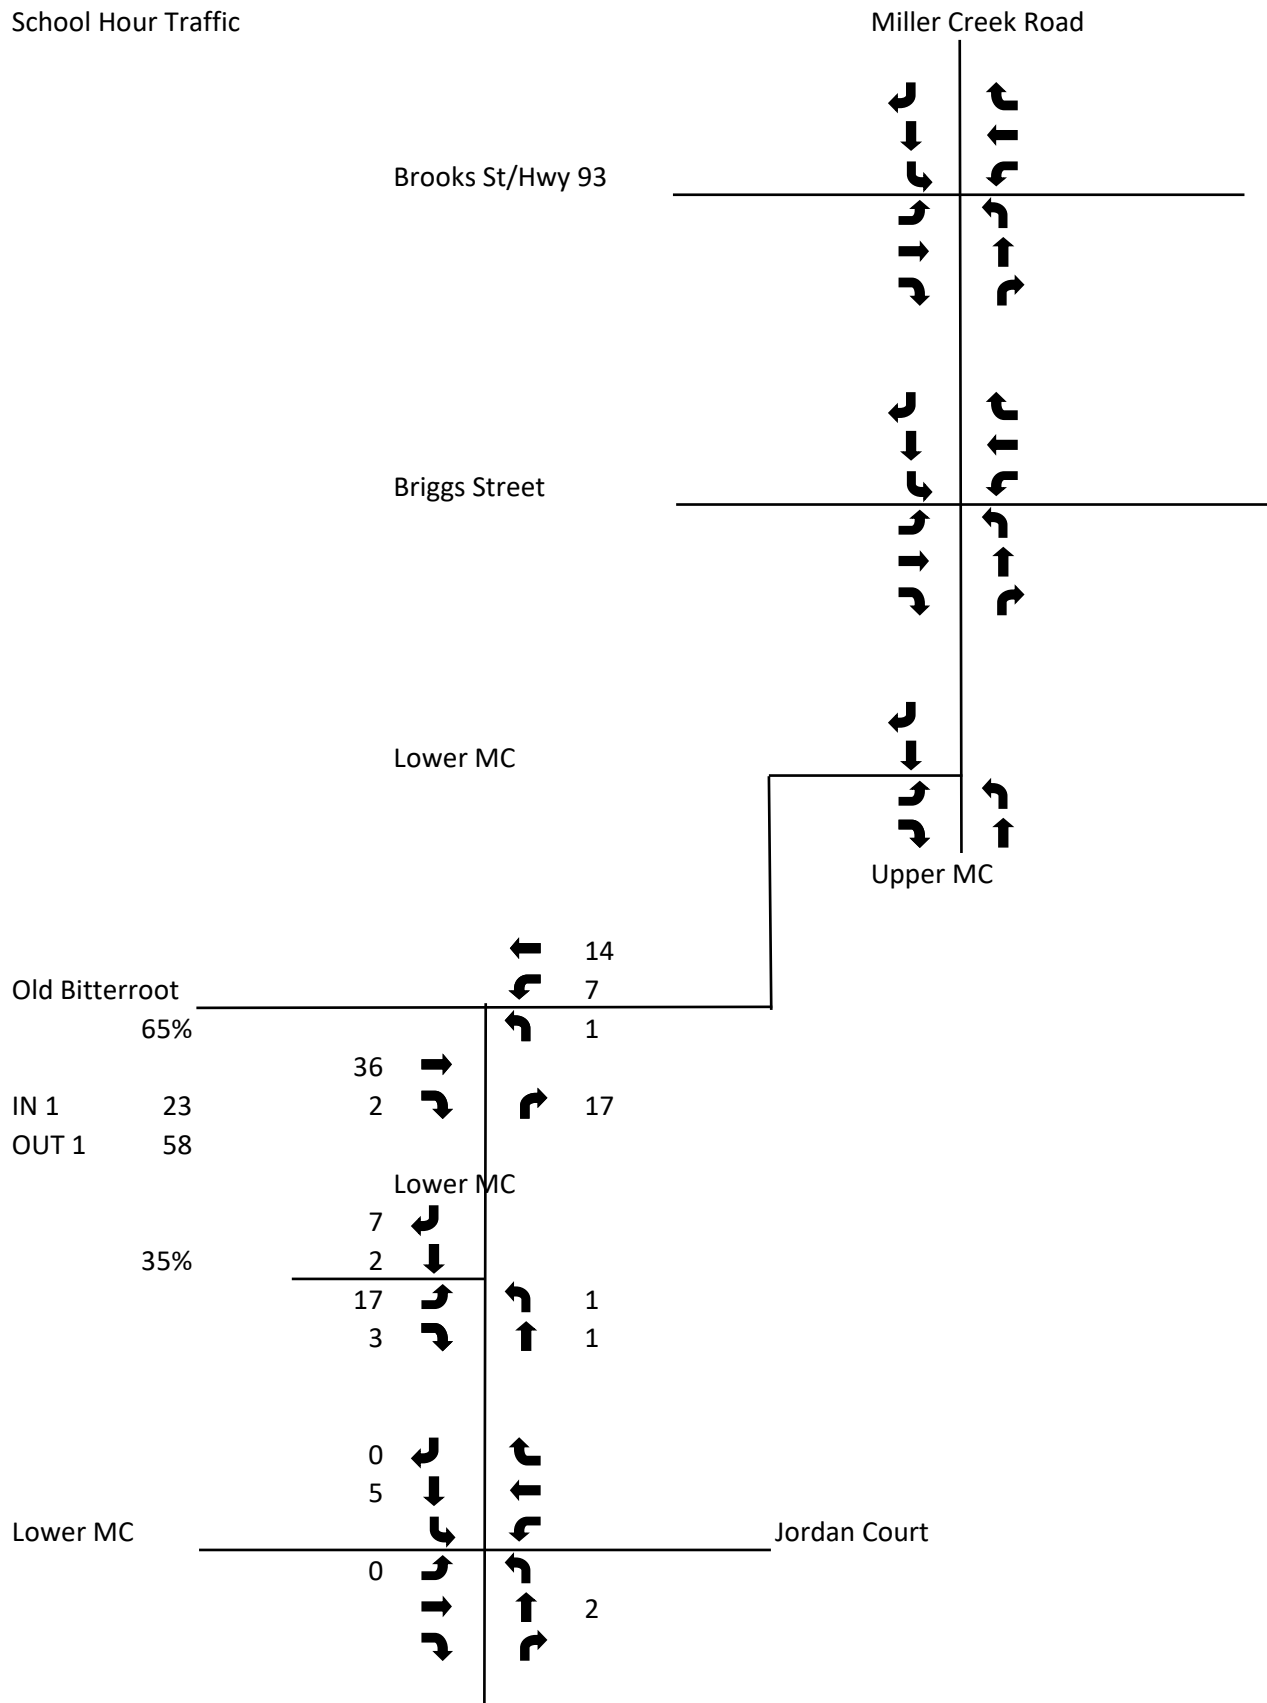 School Hour Traffic Miller Creek Road
Brooks St/Hwy 93
Briggs Street
Lower MC
Upper MC
14
Old Bitterroot 7
65% 1
36
IN 1 23 2 17
OUT 1 58
Lower MC
7
35% 2
17 1
3 1
0
5
Lower MC Jordan Court
0
2